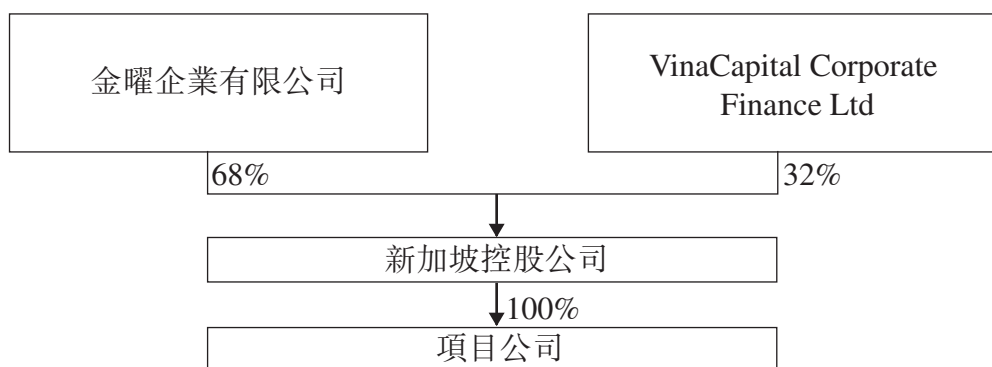 金曜企業有限公司
VinaCapital Corporate
Finance Ltd
68%
32%
新加坡控股公司
100%
項目公司